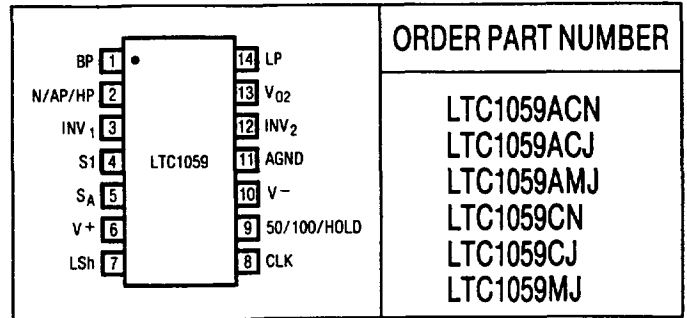 BP 1 14 LP
N/AP/HP 2 13 VO2
INV1 3 12 INV2
S1 4 LTC1059 11 AGND
SA 5 10 V−
V+ 6 9 50/100/HOLD
LSh 7 8 CLK
ORDER PART NUMBER
LTC1059ACN
LTC1059ACJ
LTC1059AMJ
LTC1059CN
LTC1059CJ
LTC1059MJ